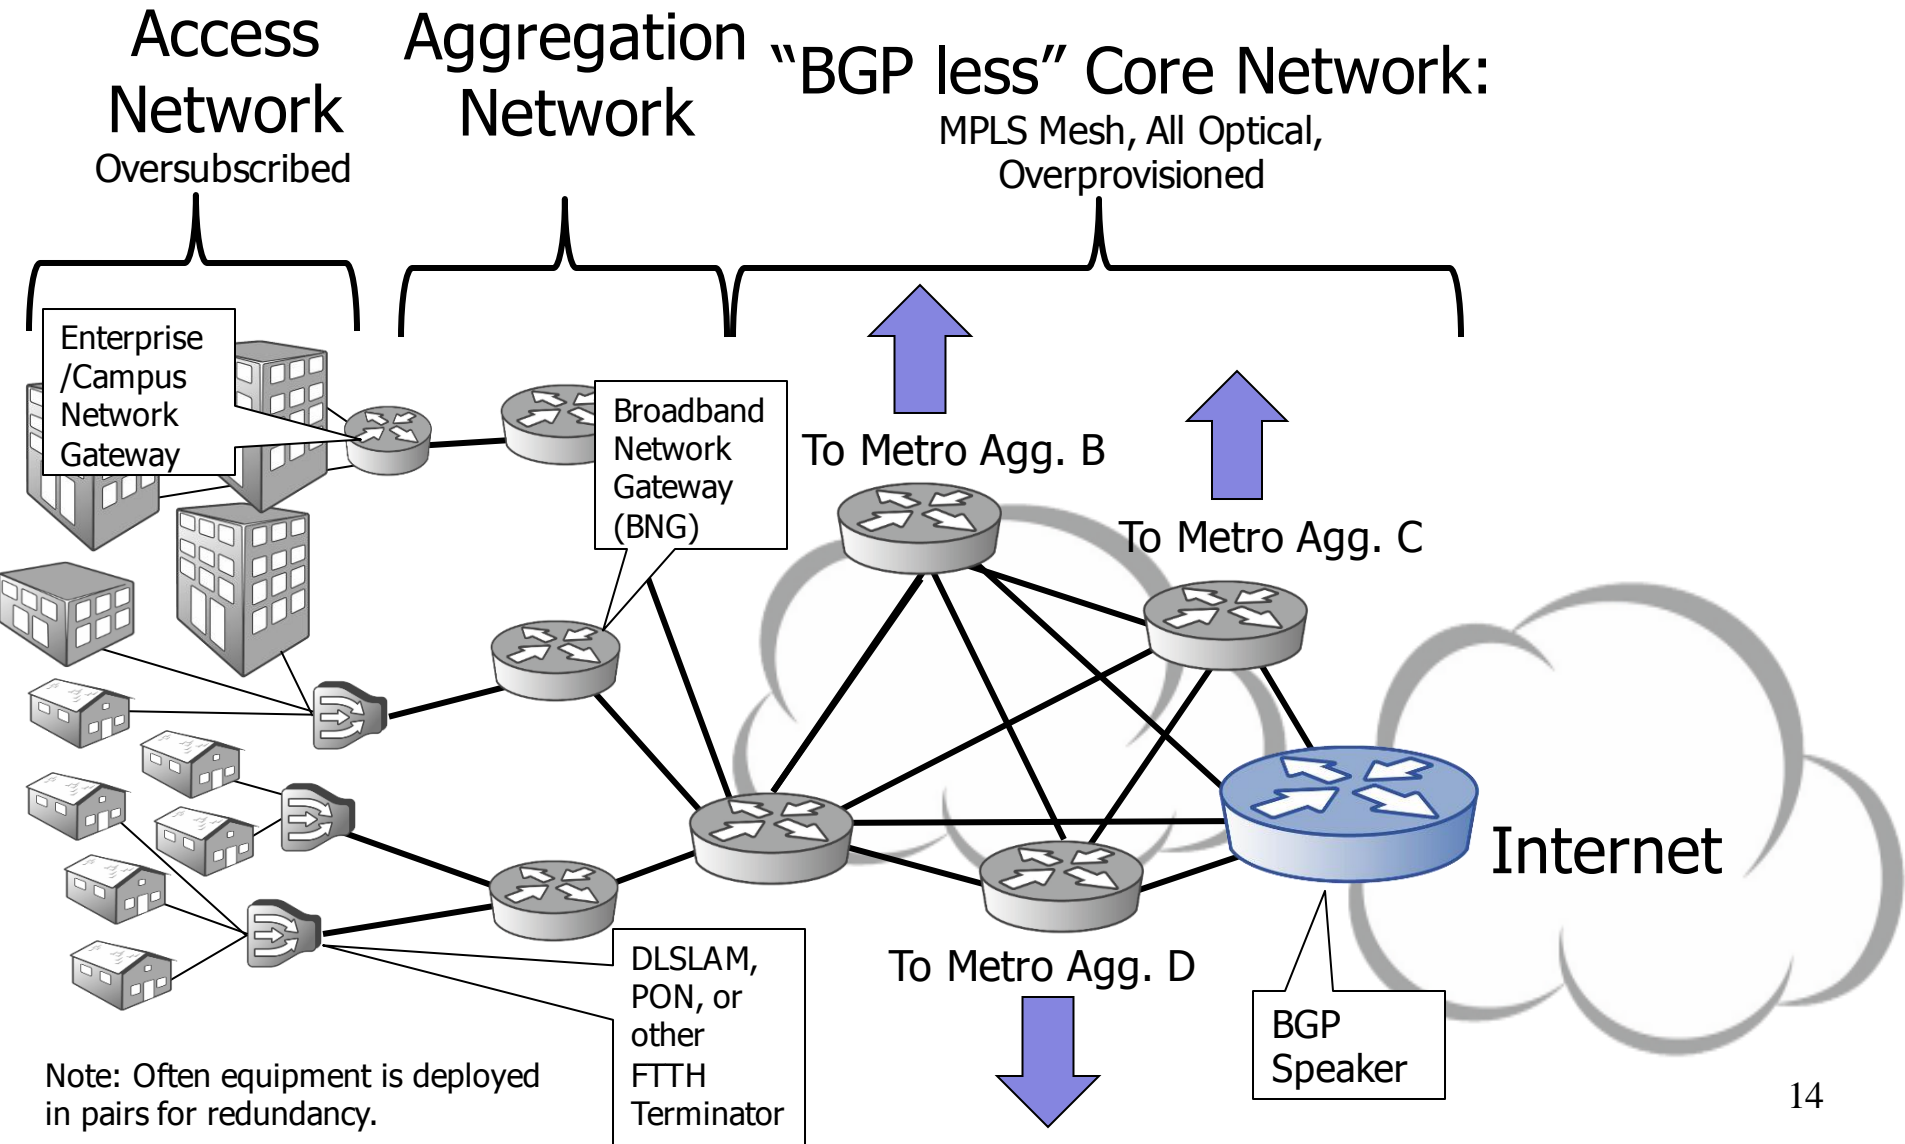 Access
Network
Oversubscribed
Aggregation
Network
“BGP less” Core Network:
MPLS Mesh, All Optical,
Overprovisioned
Enterprise
/Campus
Network
Gateway
Broadband
Network
Gateway
(BNG)
To Metro Agg. B
To Metro Agg. C
Internet
To Metro Agg. D
DLSLAM,
PON, or
other
FTTH
Terminator
BGP
Speaker
Note: Often equipment is deployed
in pairs for redundancy.
14